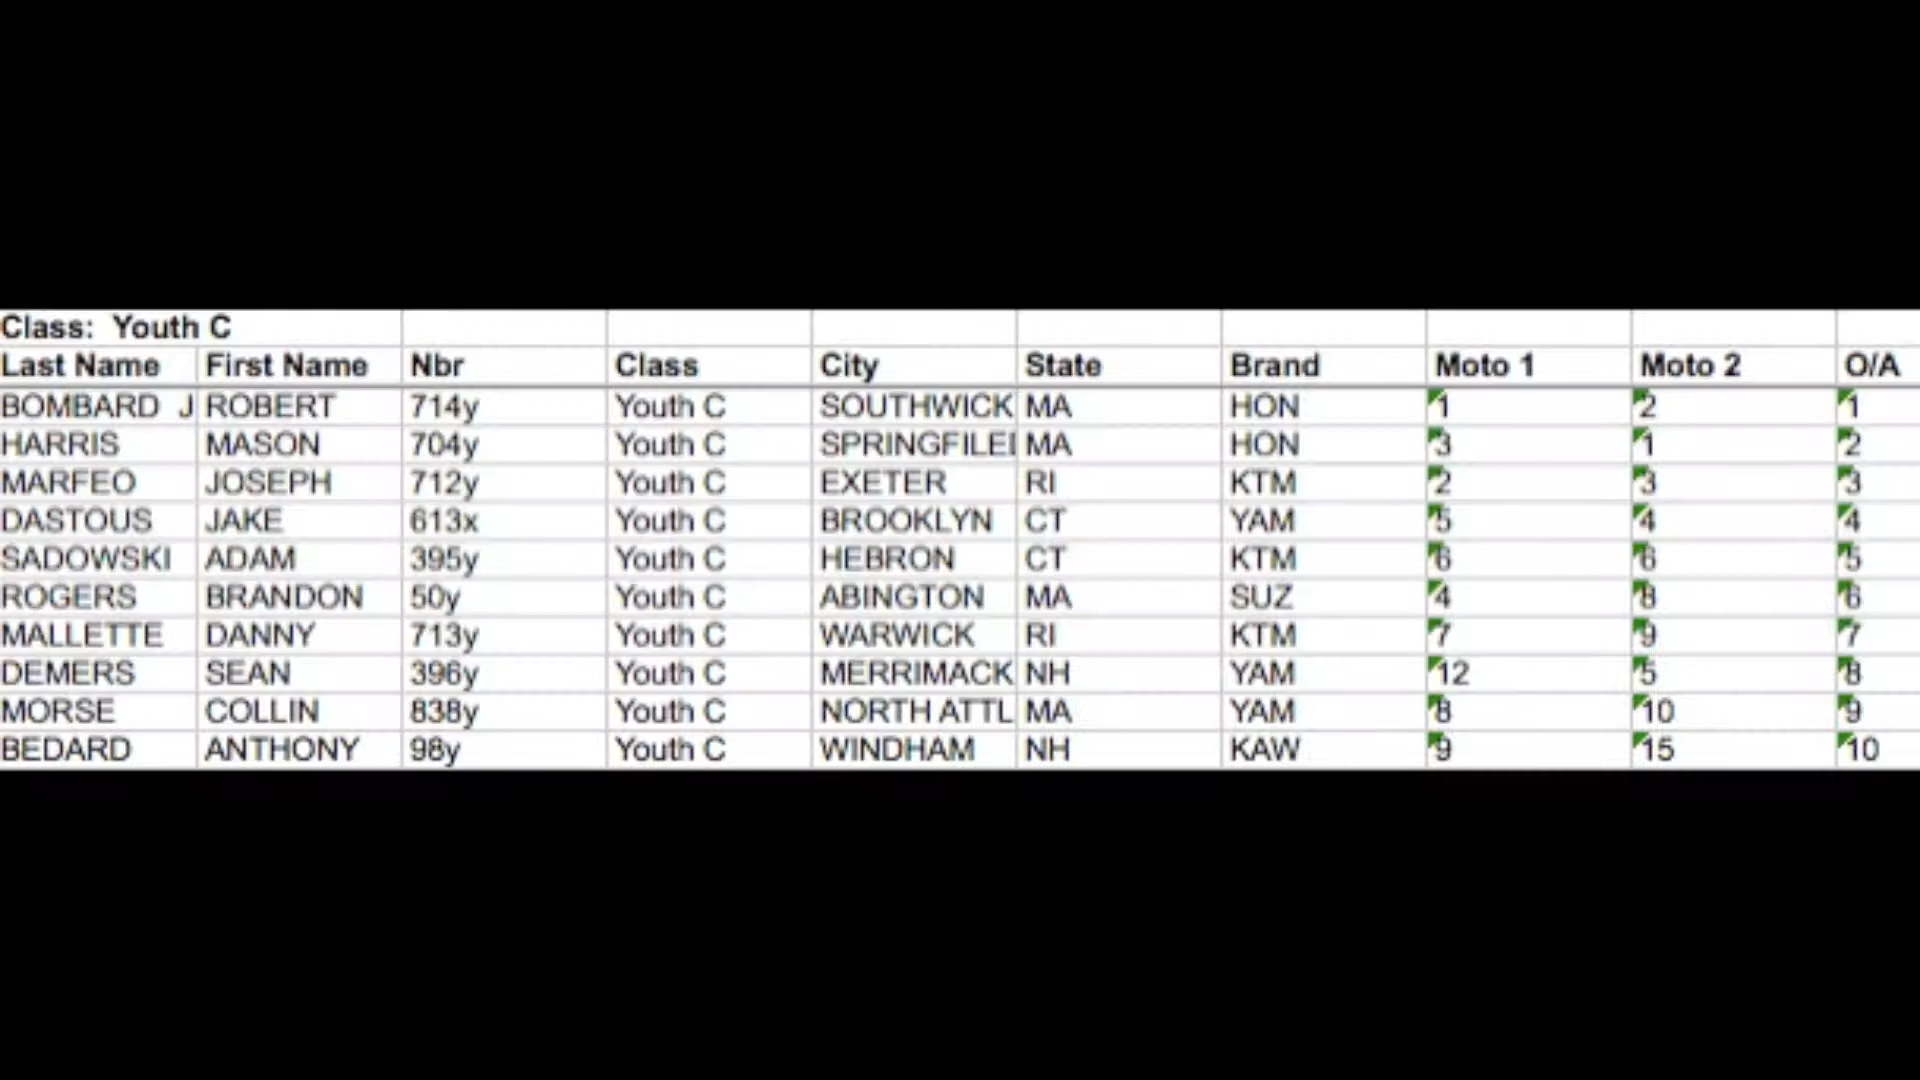 Class: Youth C
Last Name First Name Nbr Class City State Brand Moto 1 Moto 2 O/A
BOMBARD J ROBERT 714y Youth C SOUTHWICK MA HON 1 2 1
HARRIS MASON 704y Youth C SPRINGFILE MA HON 3 1 2
MARFEO JOSEPH 712y Youth C EXETER RI KTM 2 3 3
DASTOUS JAKE 613x Youth C BROOKLYN CT YAM 5 4 4
SADOWSKI ADAM 395y Youth C HEBRON CT KTM 6 6 5
ROGERS BRANDON 50y Youth C ABINGTON MA SUZ 4 8 6
MALLETTE DANNY 713y Youth C WARWICK RI KTM 7 9 7
DEMERS SEAN 396y Youth C MERRIMACK NH YAM 12 5 8
MORSE COLLIN 838y Youth C NORTH ATTL MA YAM 8 10 9
BEDARD ANTHONY 98y Youth C WINDHAM NH KAW 9 15 10